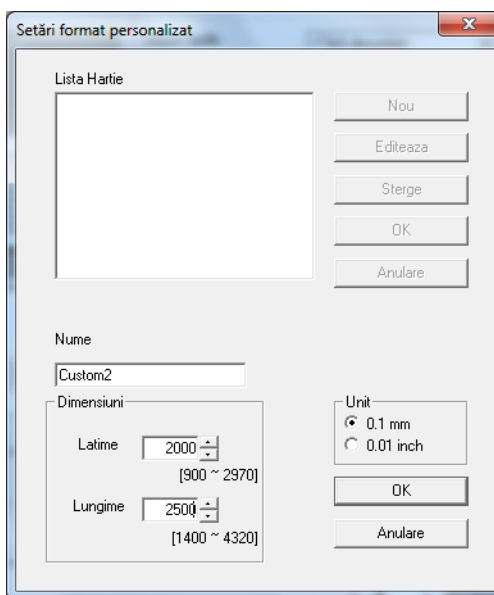 Setări format personalizat
Lista Hartie
Nou
Editeaza
Sterge
OK
Anulare
Nume
Custom2
Dimensiuni
Latime 2000
[900 ~ 2970]
Lungime 2500
[1400 ~ 4320]
Unit
0.1 mm
0.01 inch
OK
Anulare